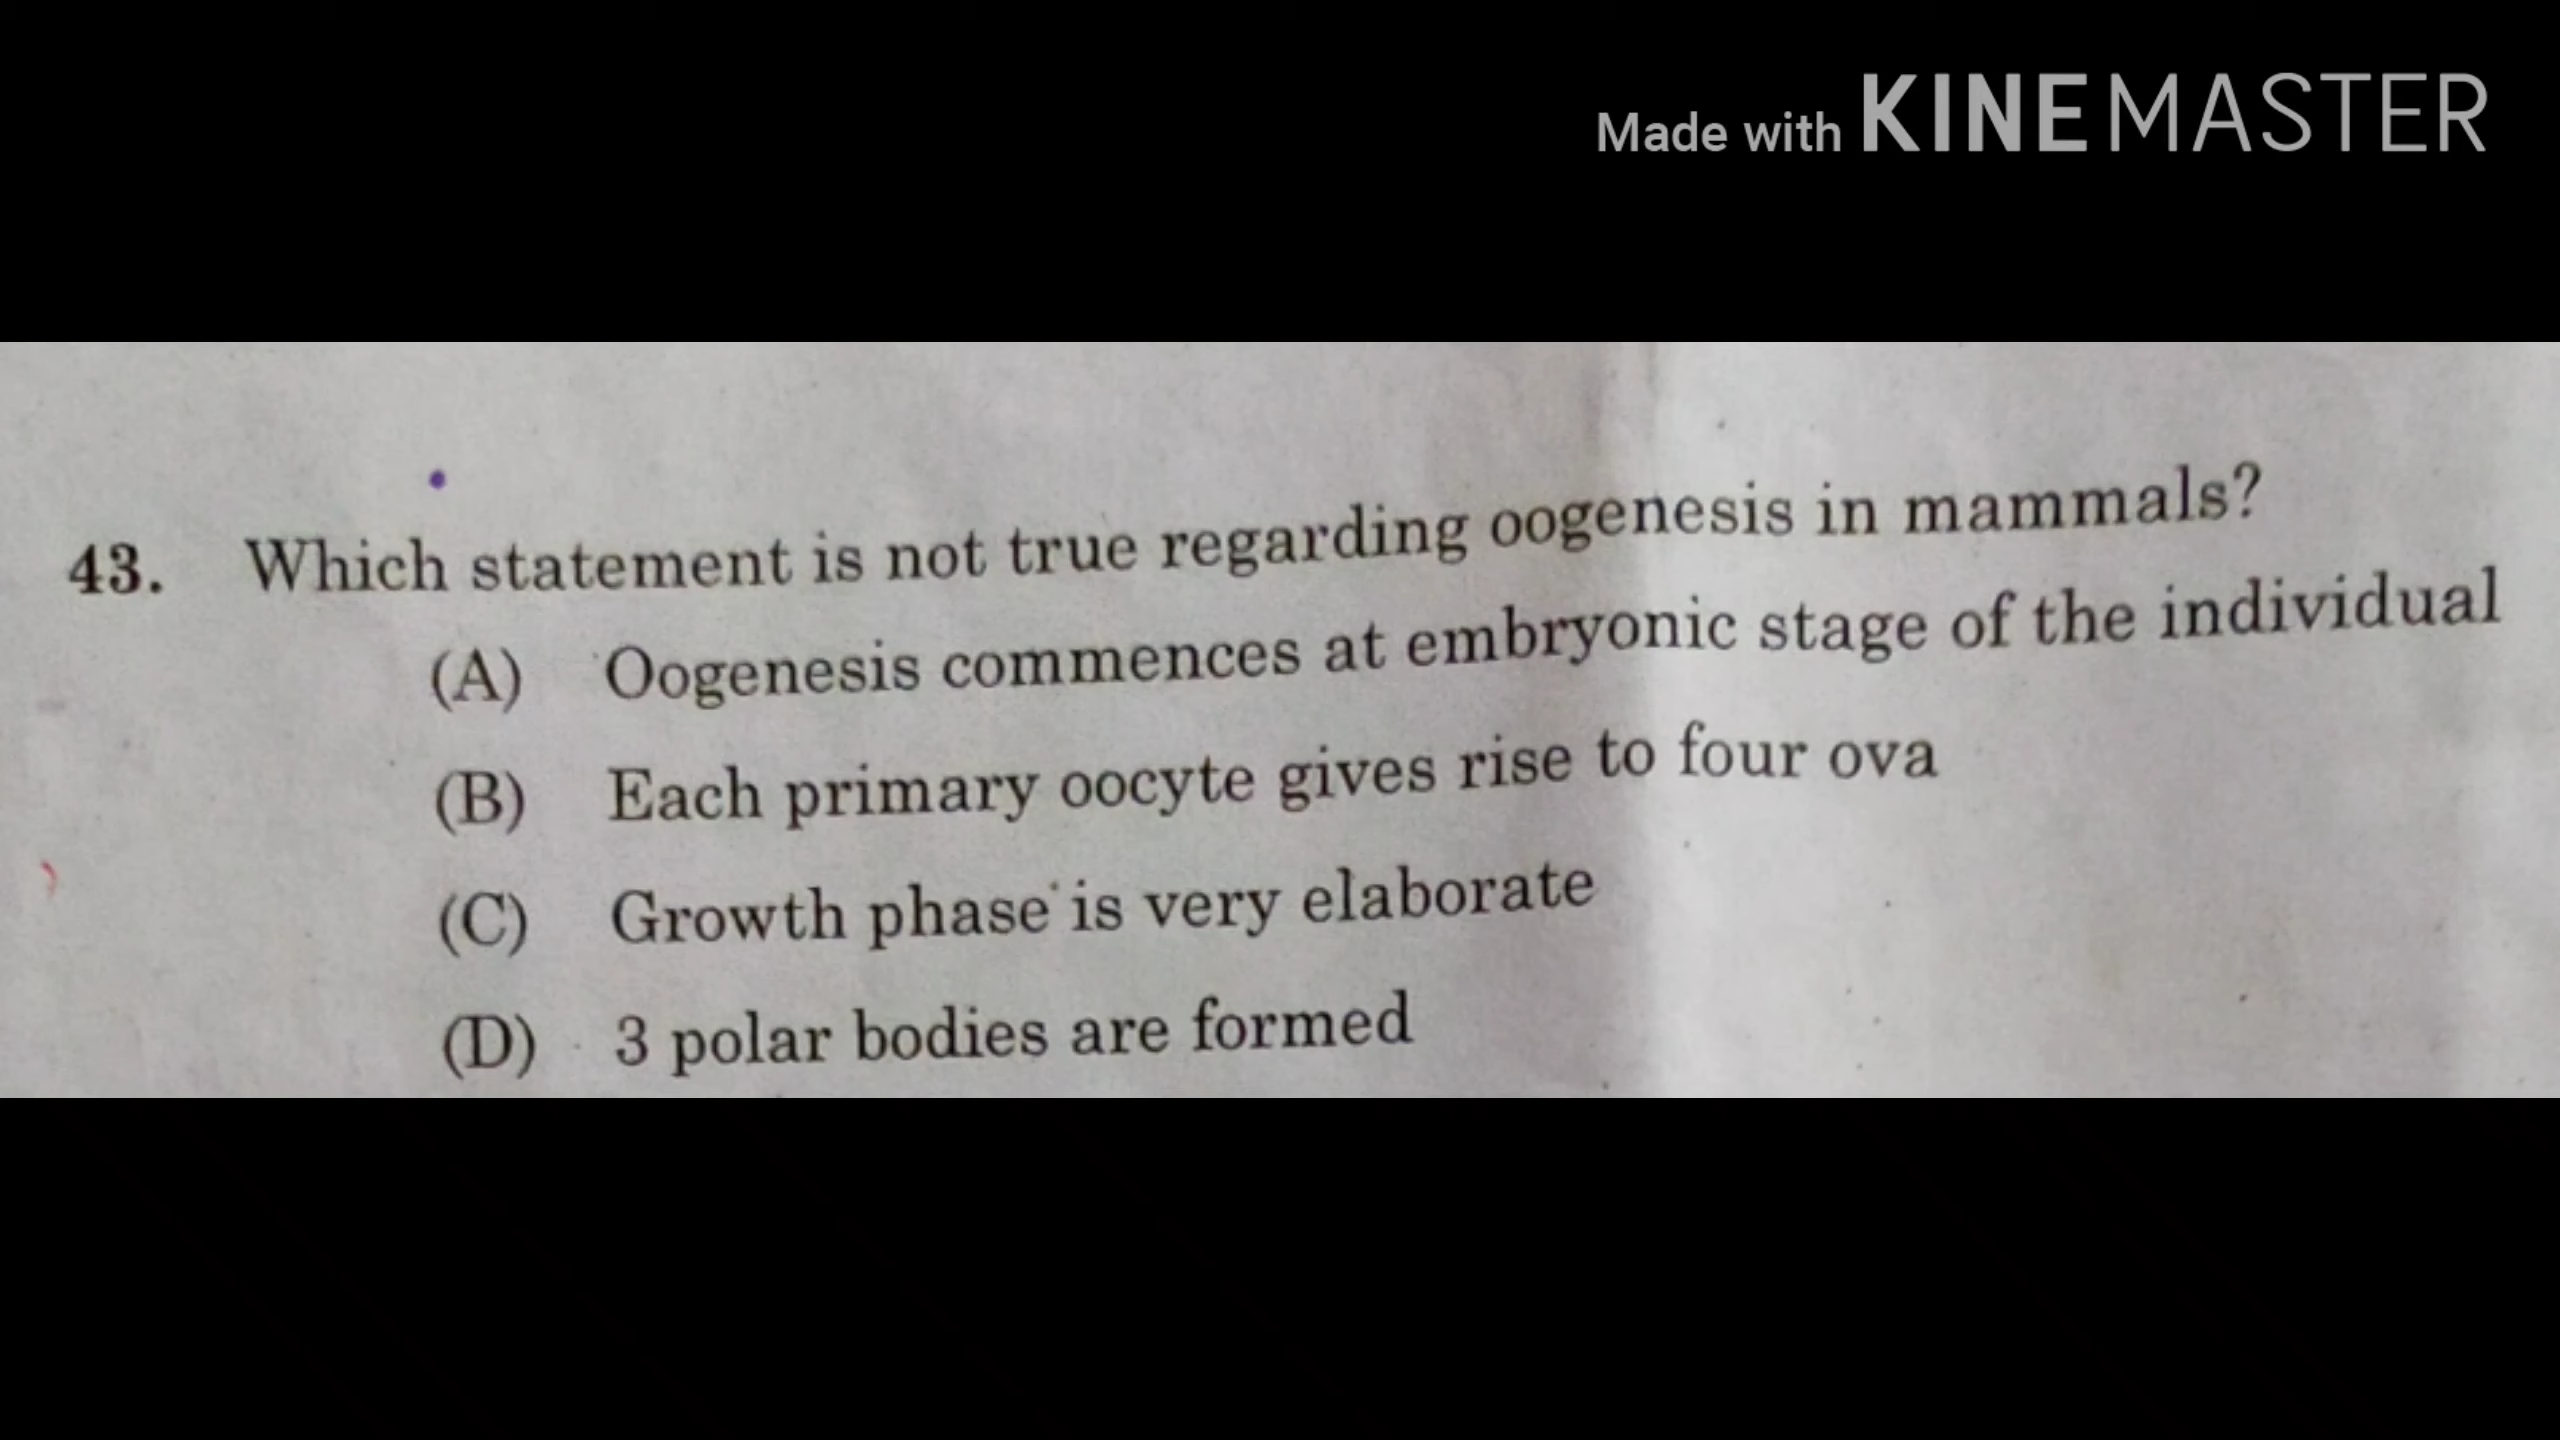 Made with KINEMASTER
43. Which statement is not true regarding oogenesis in mammals?
(A) Oogenesis commences at embryonic stage of the individual
(B) Each primary oocyte gives rise to four ova
(C) Growth phase is very elaborate
(D) 3 polar bodies are formed